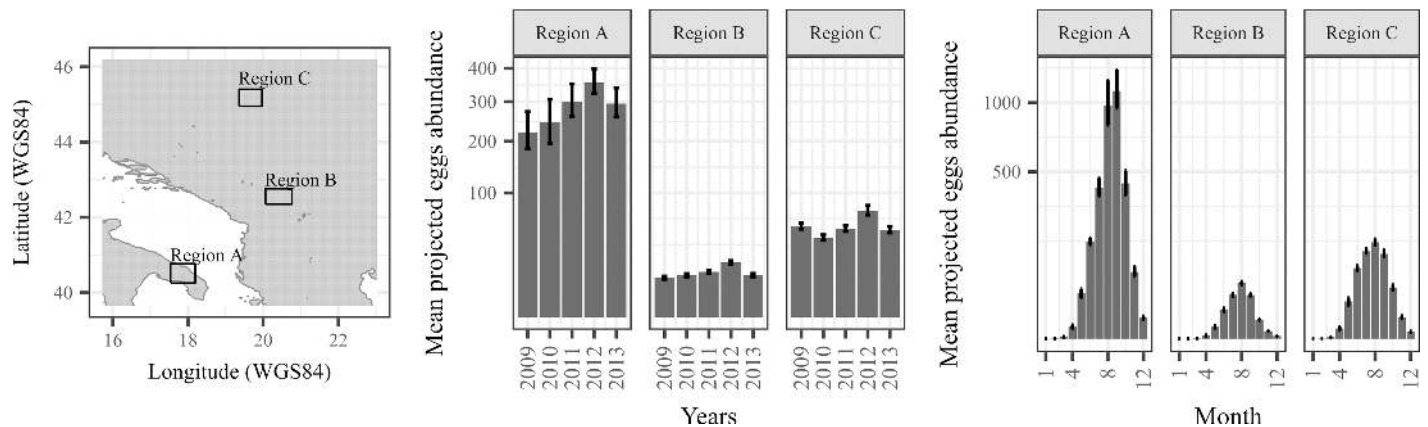 Latitude (WGS84)
46
44
42
40
Region C
Region B
Region A
16 18 20 22
Longitude (WGS84)
Mean projected eggs abundance
Region A Region B Region C
400
300
200
100
2009 2010 2011 2012 2013 2009 2010 2011 2012 2013 2009 2010 2011 2012 2013
Years
Mean projected eggs abundance
Region A Region B Region C
1000
500
1 4 8 12 1 4 8 12 1 4 8 12
Month